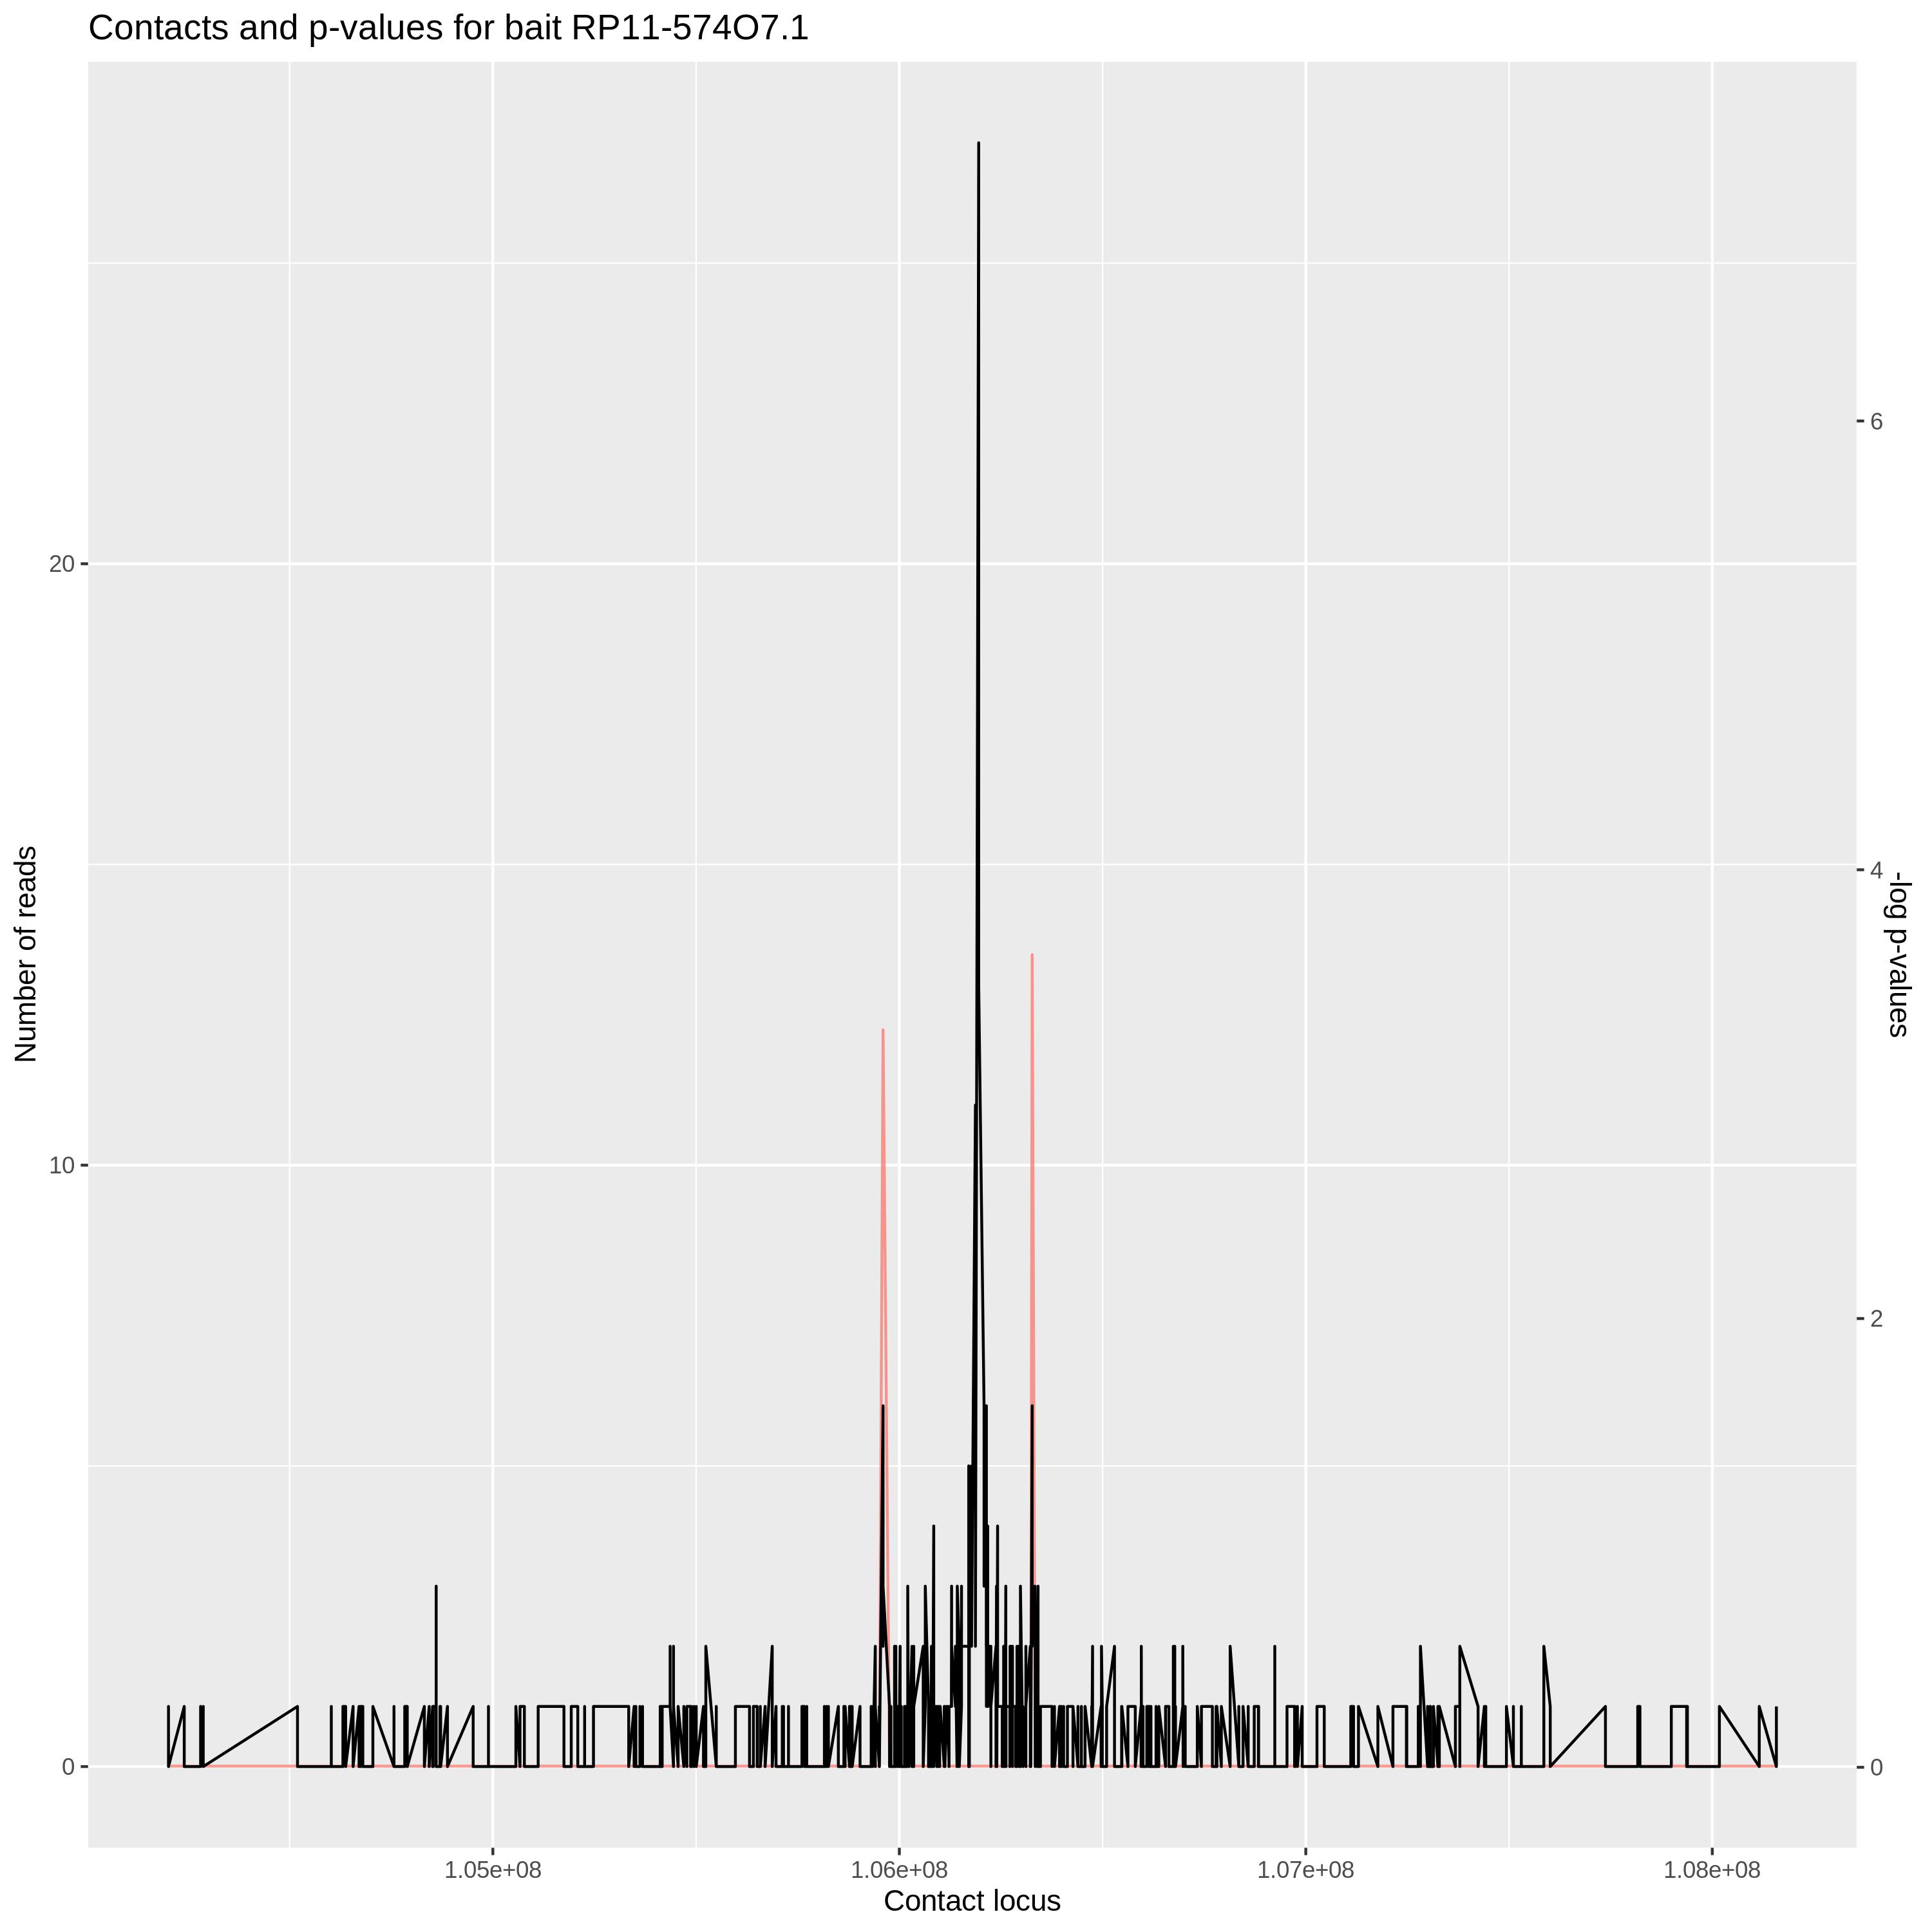 Contacts and p-values for bait RP11-574O7.1
20
10
0
Number of reads
6
4
2
0
-log p-values
1.05e+08
1.06e+08
1.07e+08
1.08e+08
Contact locus